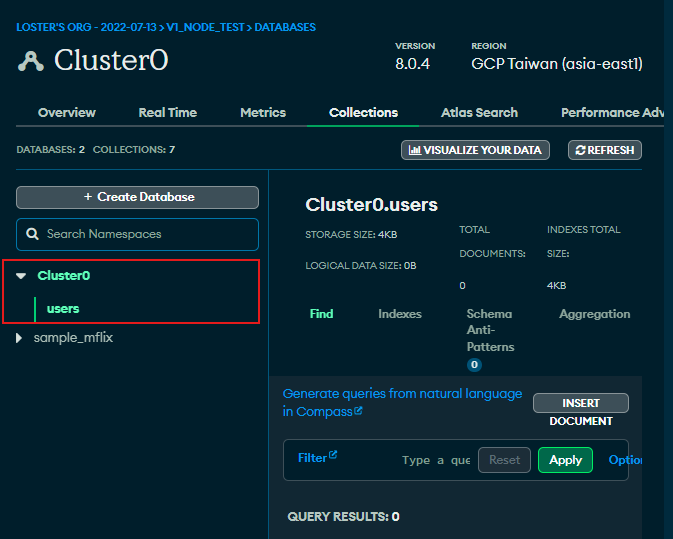 LOSTER'S ORG - 2022-07-13 > V1_NODE_TEST > DATABASES
Cluster0
VERSION
8.0.4
REGION
GCP Taiwan (asia-east1)
Overview
Real Time
Metrics
Collections
Atlas Search
Performance Adv
DATABASES: 2 COLLECTIONS: 7
VISUALIZE YOUR DATA
REFRESH
+ Create Database
Search Namespaces
Cluster0
users
sample_mflix
Cluster0.users
STORAGE SIZE: 4KB
LOGICAL DATA SIZE: 0B
TOTAL
DOCUMENTS:
0
INDEXES TOTAL
SIZE:
4KB
Find
Indexes
Schema
Anti-
Patterns
0
Aggregation
Generate queries from natural language
in Compass
INSERT
DOCUMENT
Filter
Type a que
Reset
Apply
Option
QUERY RESULTS: 0